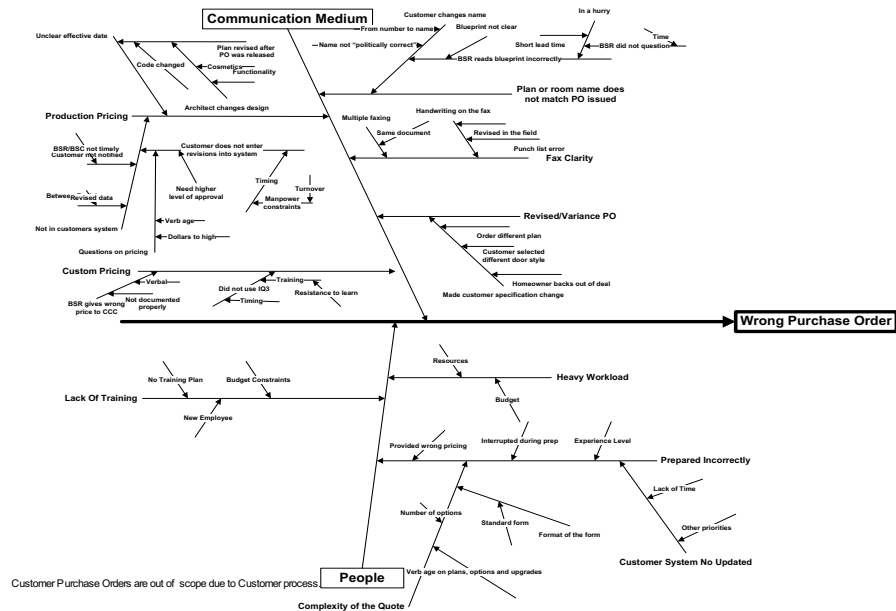 Communication Medium
Customer changes name
In a hurry
From number to name
Blueprint not clear
Unclear effective date
Plan revised after
PO was released
Name not "politically correct"
Short lead time
Time
BSR did not question
Code changed
Cosmetics
Functionality
BSR reads blueprint incorrectly
Architect changes design
Plan or room name does
not match PO issued
Production Pricing
Multiple faxing
Handwriting on the fax
Same document
Revised in the field
Punch list error
Fax Clarity
BSR/BSC not timely
Customer not notified
Customer does not enter
revisions into system
Need higher
level of approval
Timing
Turnover
Manpower
constraints
Revised data
Not in customers system
Verb age
Dollars to high
Questions on pricing
Revised/Variance PO
Order different plan
Customer selected
different door style
Homeowner backs out of deal
Made customer specification change
Custom Pricing
Verbal
Not documented
properly
BSR gives wrong
price to CCC
Did not use IQ3
Training
Timing
Resistance to learn
Wrong Purchase Order
Resources
Heavy Workload
Budget
No Training Plan
Budget Constraints
Lack Of Training
New Employee
Provided wrong pricing
Interrupted during prep
Experience Level
Prepared Incorrectly
Lack of Time
Other priorities
Customer System No Updated
Number of options
Standard form
Format of the form
Verb age on plans, options and upgrades
Complexity of the Quote
People
Customer Purchase Orders are out of scope due to Customer process.